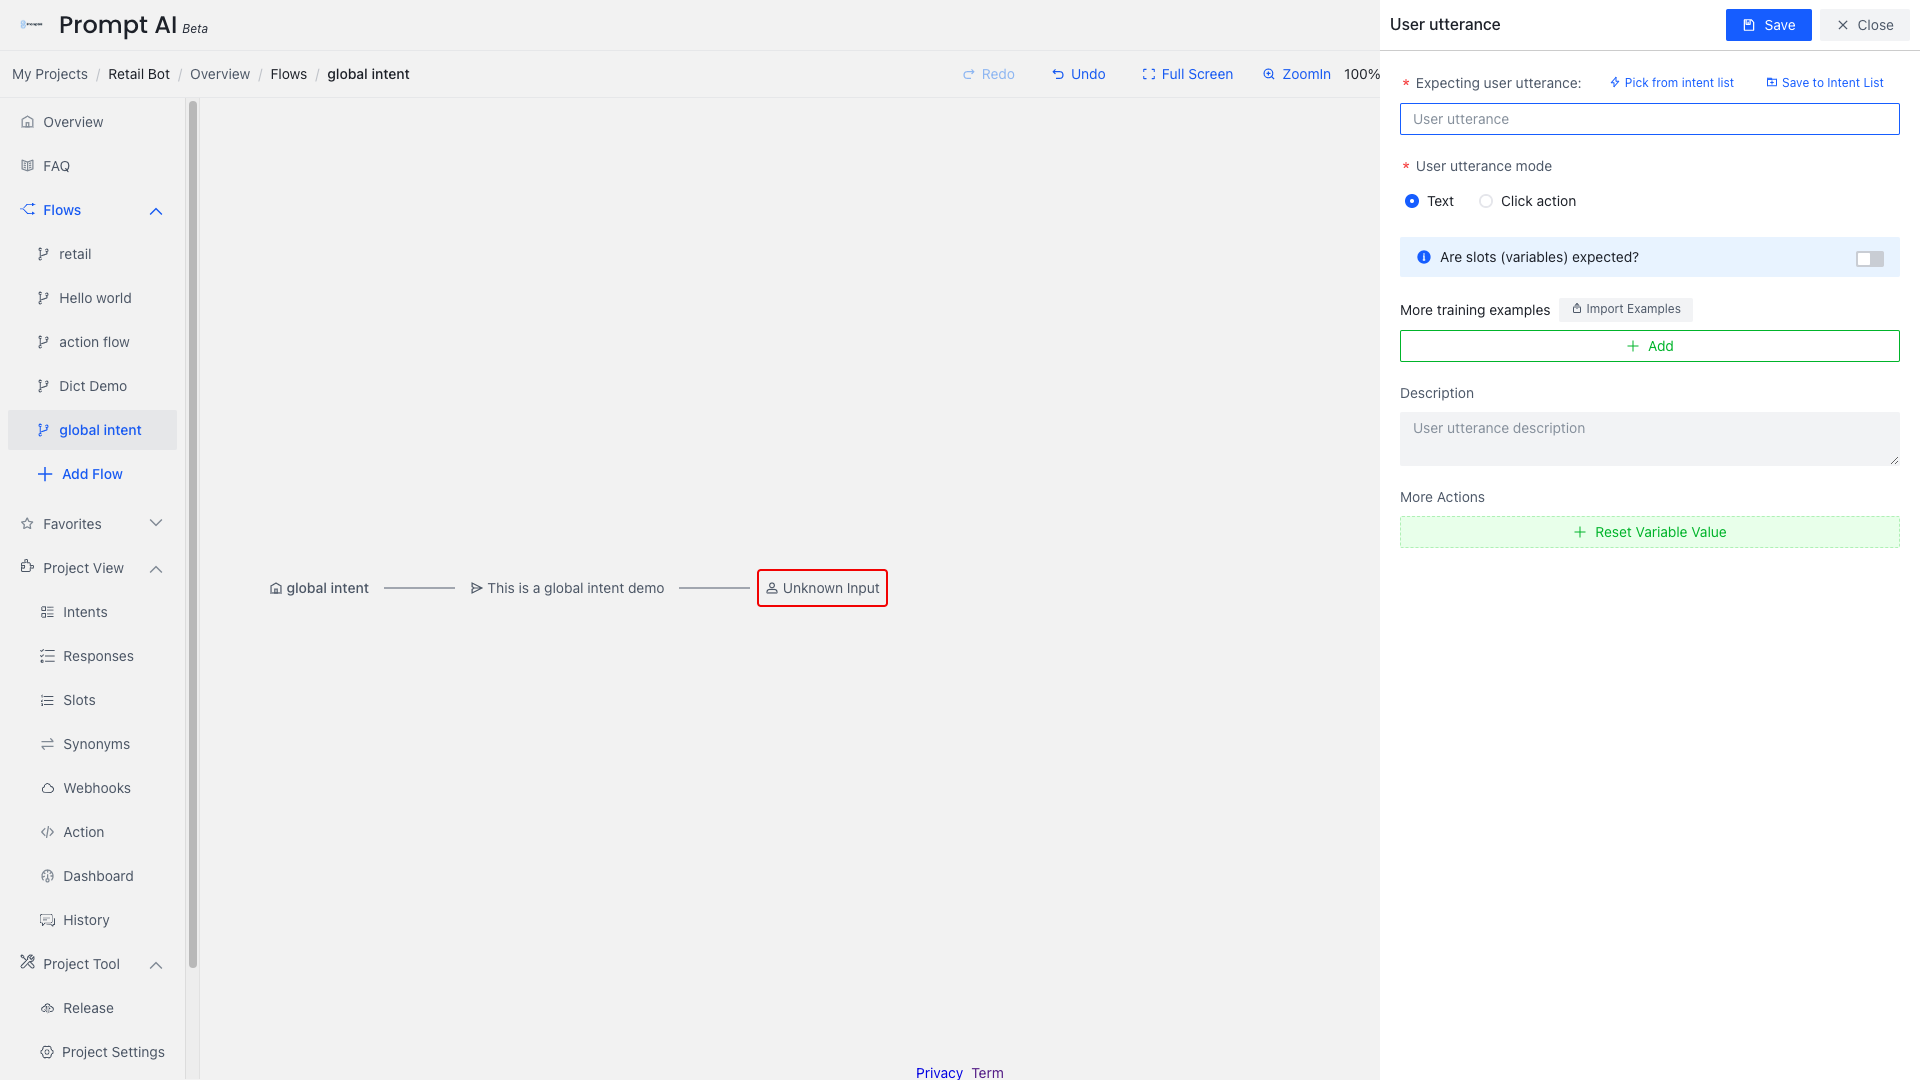 Prompt AI Beta
User utterance
Save
Close
My Projects / Retail Bot / Overview / Flows / global intent
Redo
Undo
Full Screen
ZoomIn
100%
Overview
FAQ
Flows
retail
Hello world
action flow
Dict Demo
global intent
Add Flow
Favorites
Project View
Intents
Responses
Slots
Synonyms
Webhooks
Action
Dashboard
History
Project Tool
Release
Project Settings
global intent
This is a global intent demo
Unknown Input
* Expecting user utterance:
Pick from intent list
Save to Intent List
User utterance
* User utterance mode
Text
Click action
Are slots (variables) expected?
More training examples
Import Examples
Add
Description
User utterance description
More Actions
Reset Variable Value
Privacy Term